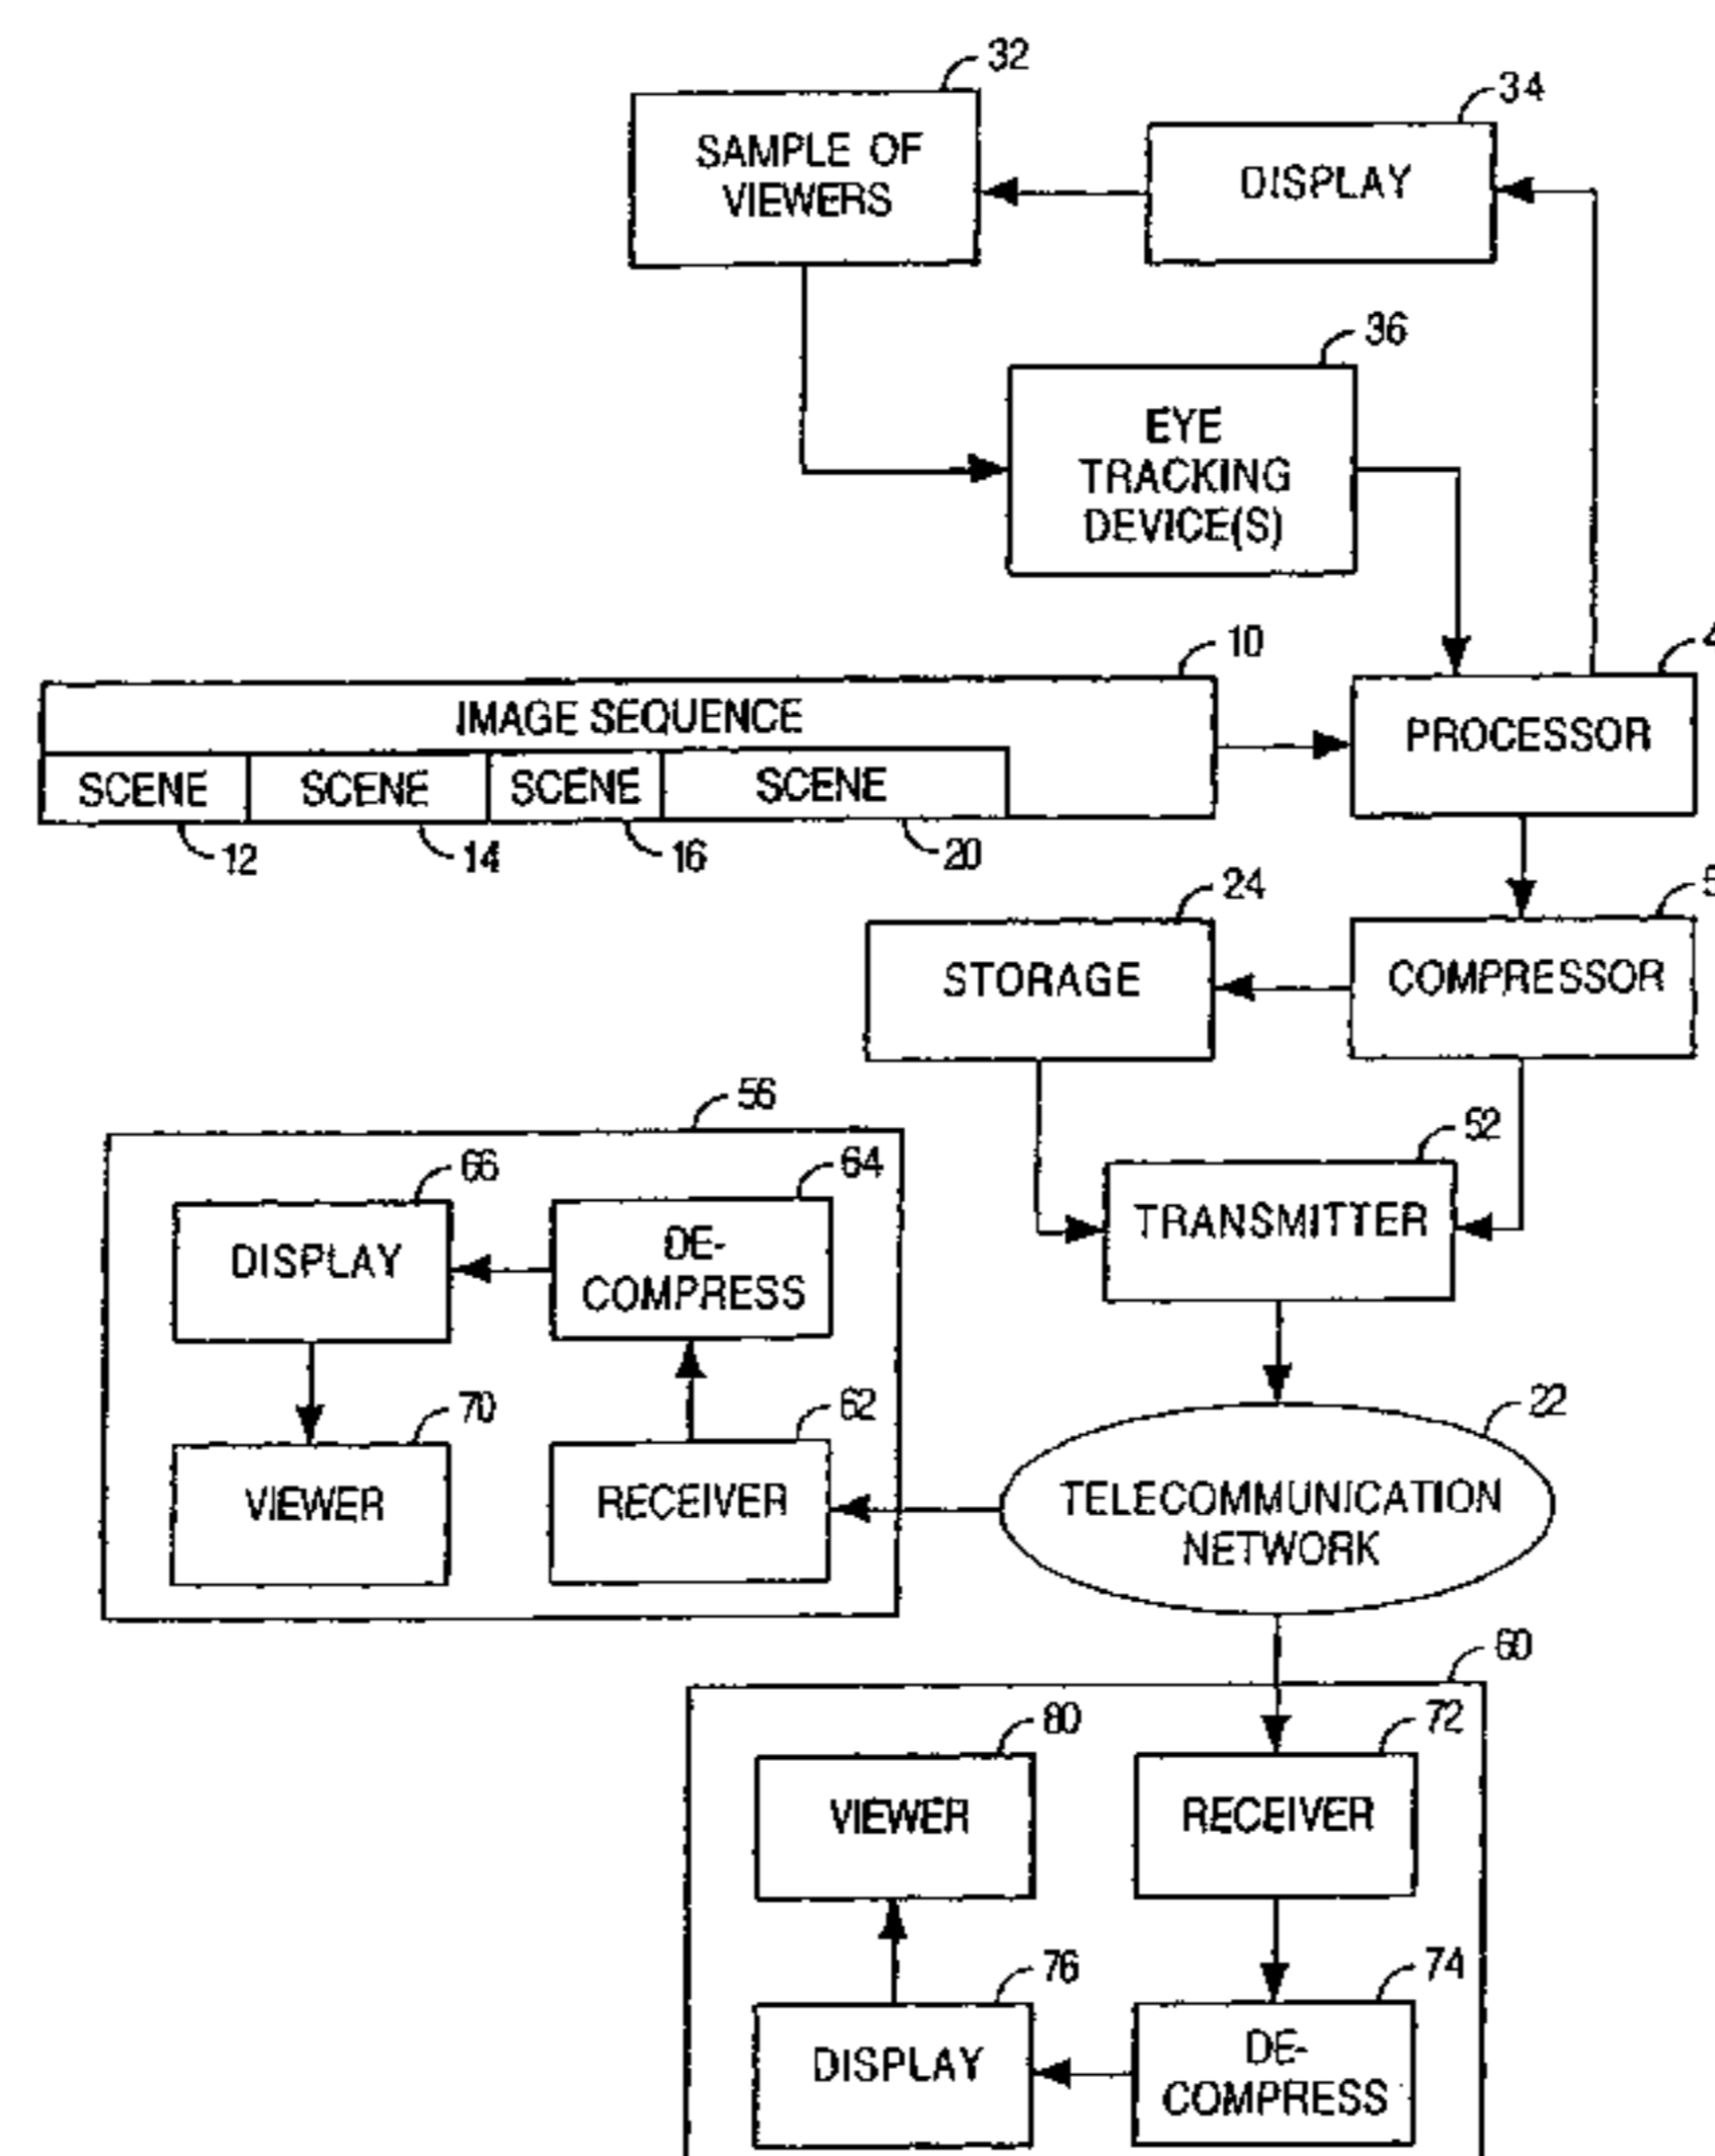 32
SAMPLE OF
VIEWERS
34
DISPLAY
36
EYE
TRACKING
DEVICE(S)
10
IMAGE SEQUENCE
SCENE
SCENE
SCENE
SCENE
12
14
16
20
PROCESSOR
24
STORAGE
COMPRESSOR
56
66
DISPLAY
64
DE-
COMPRESS
52
TRANSMITTER
70
VIEWER
62
RECEIVER
22
TELECOMMUNICATION
NETWORK
60
80
VIEWER
72
RECEIVER
76
DISPLAY
74
DE-
COMPRESS